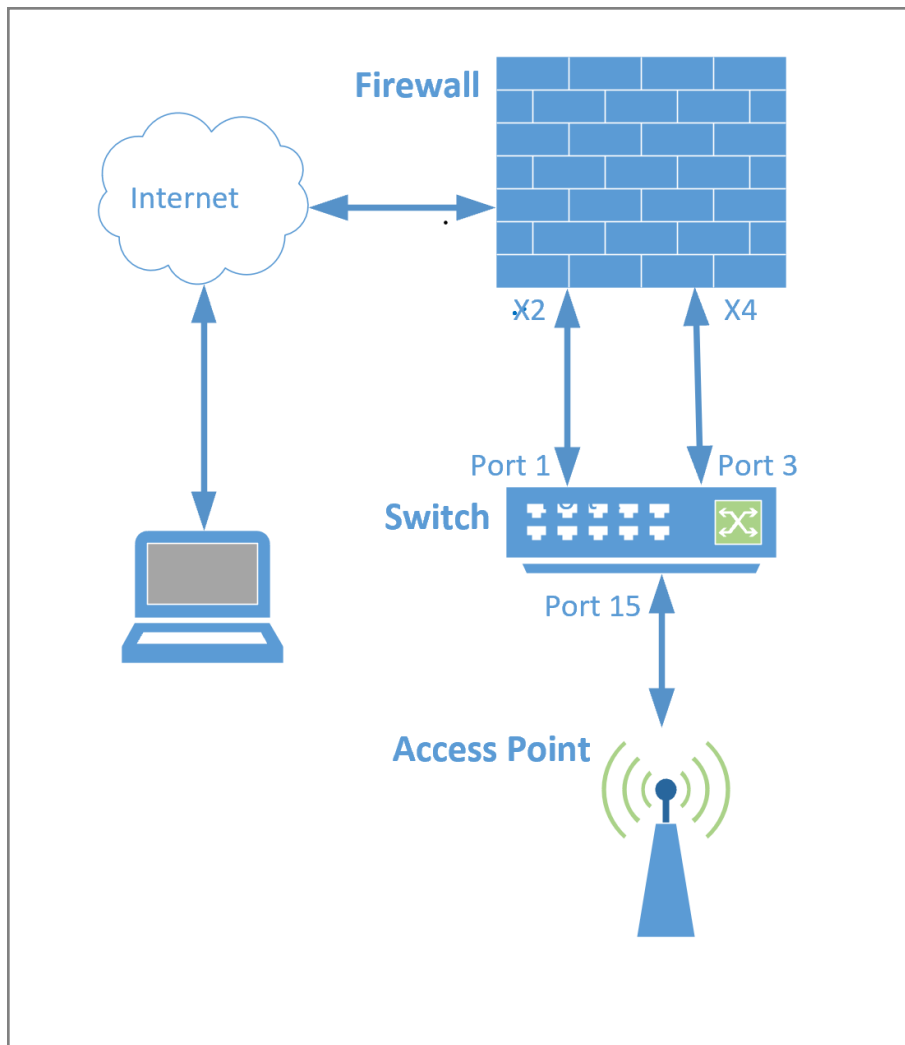 Firewall
Internet
X2
X4
Port 1
Port 3
Switch
Port 15
Access Point